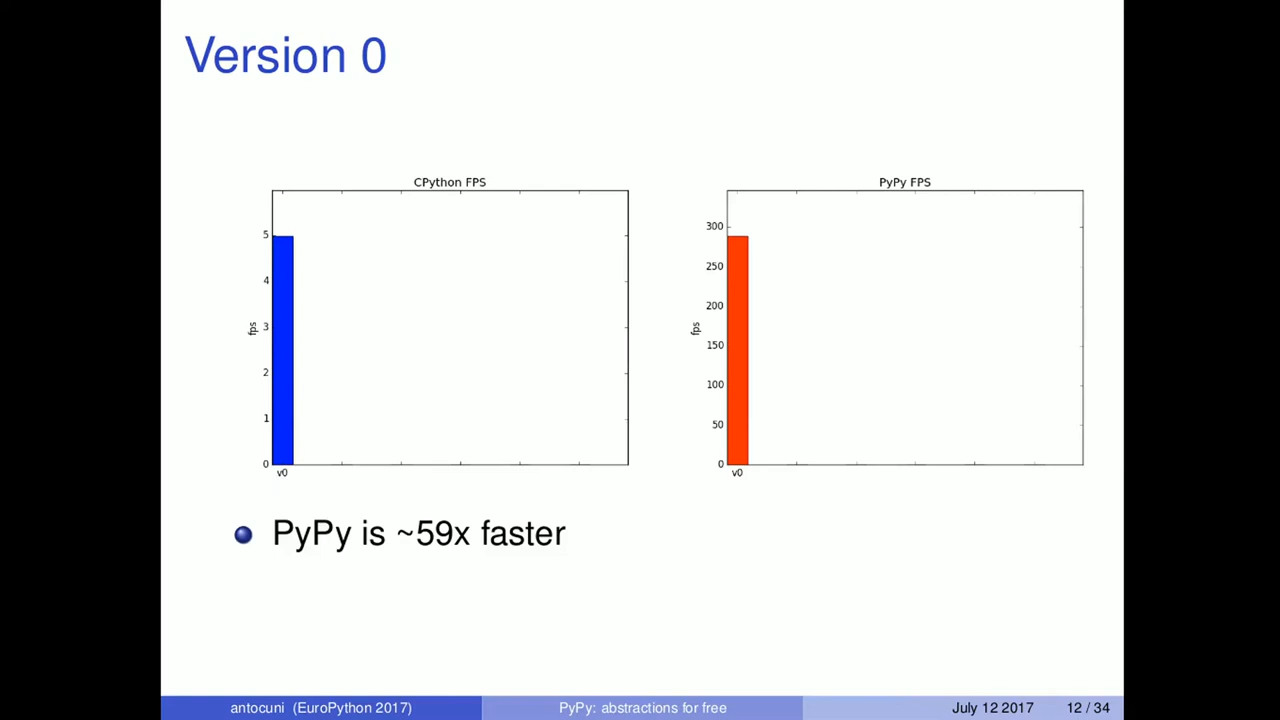 Version 0
CPython FPS
5
4
3
2
1
0
fps
v0
PyPy FPS
300
250
200
150
100
50
0
fps
v0
PyPy is ~59x faster
antocuni (EuroPython 2017)
PyPy: abstractions for free
July 12 2017
12 / 34